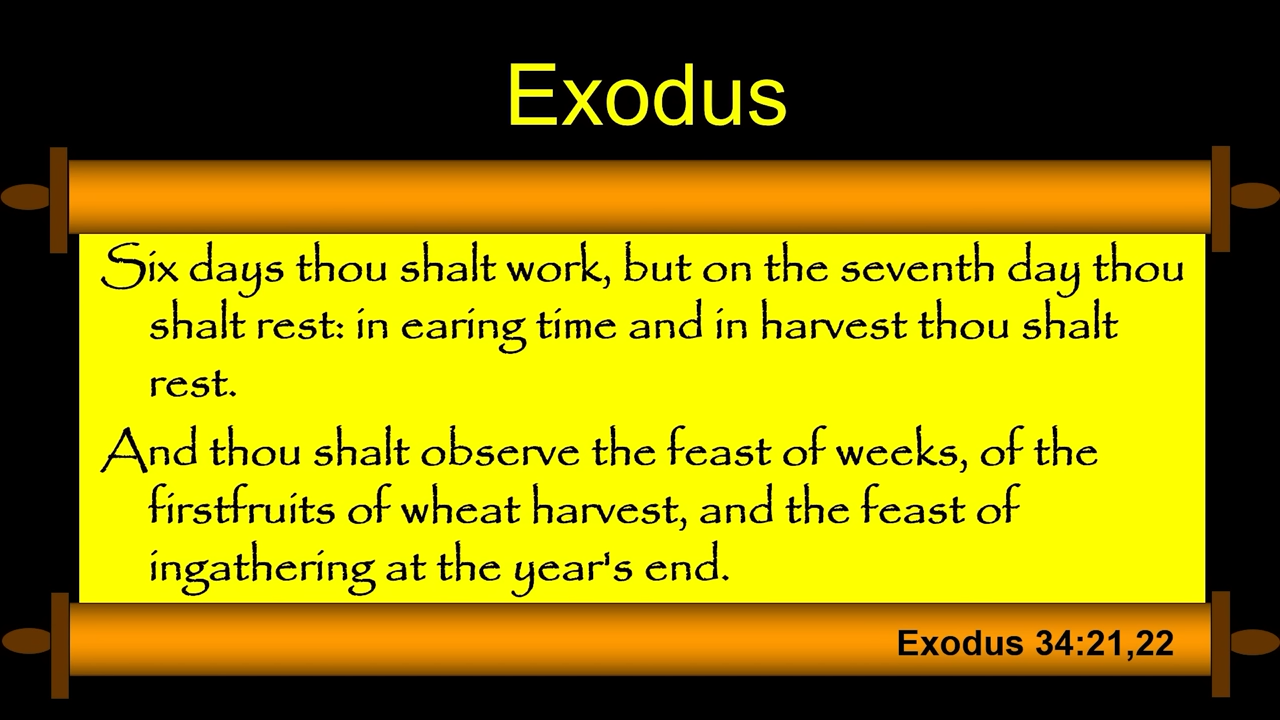 Exodus
Six days thou shalt work, but on the seventh day thou
shalt rest: in earing time and in harvest thou shalt
rest.
And thou shalt observe the feast of weeks, of the
firstfruits of wheat harvest, and the feast of
ingathering at the year's end.
Exodus 34:21,22